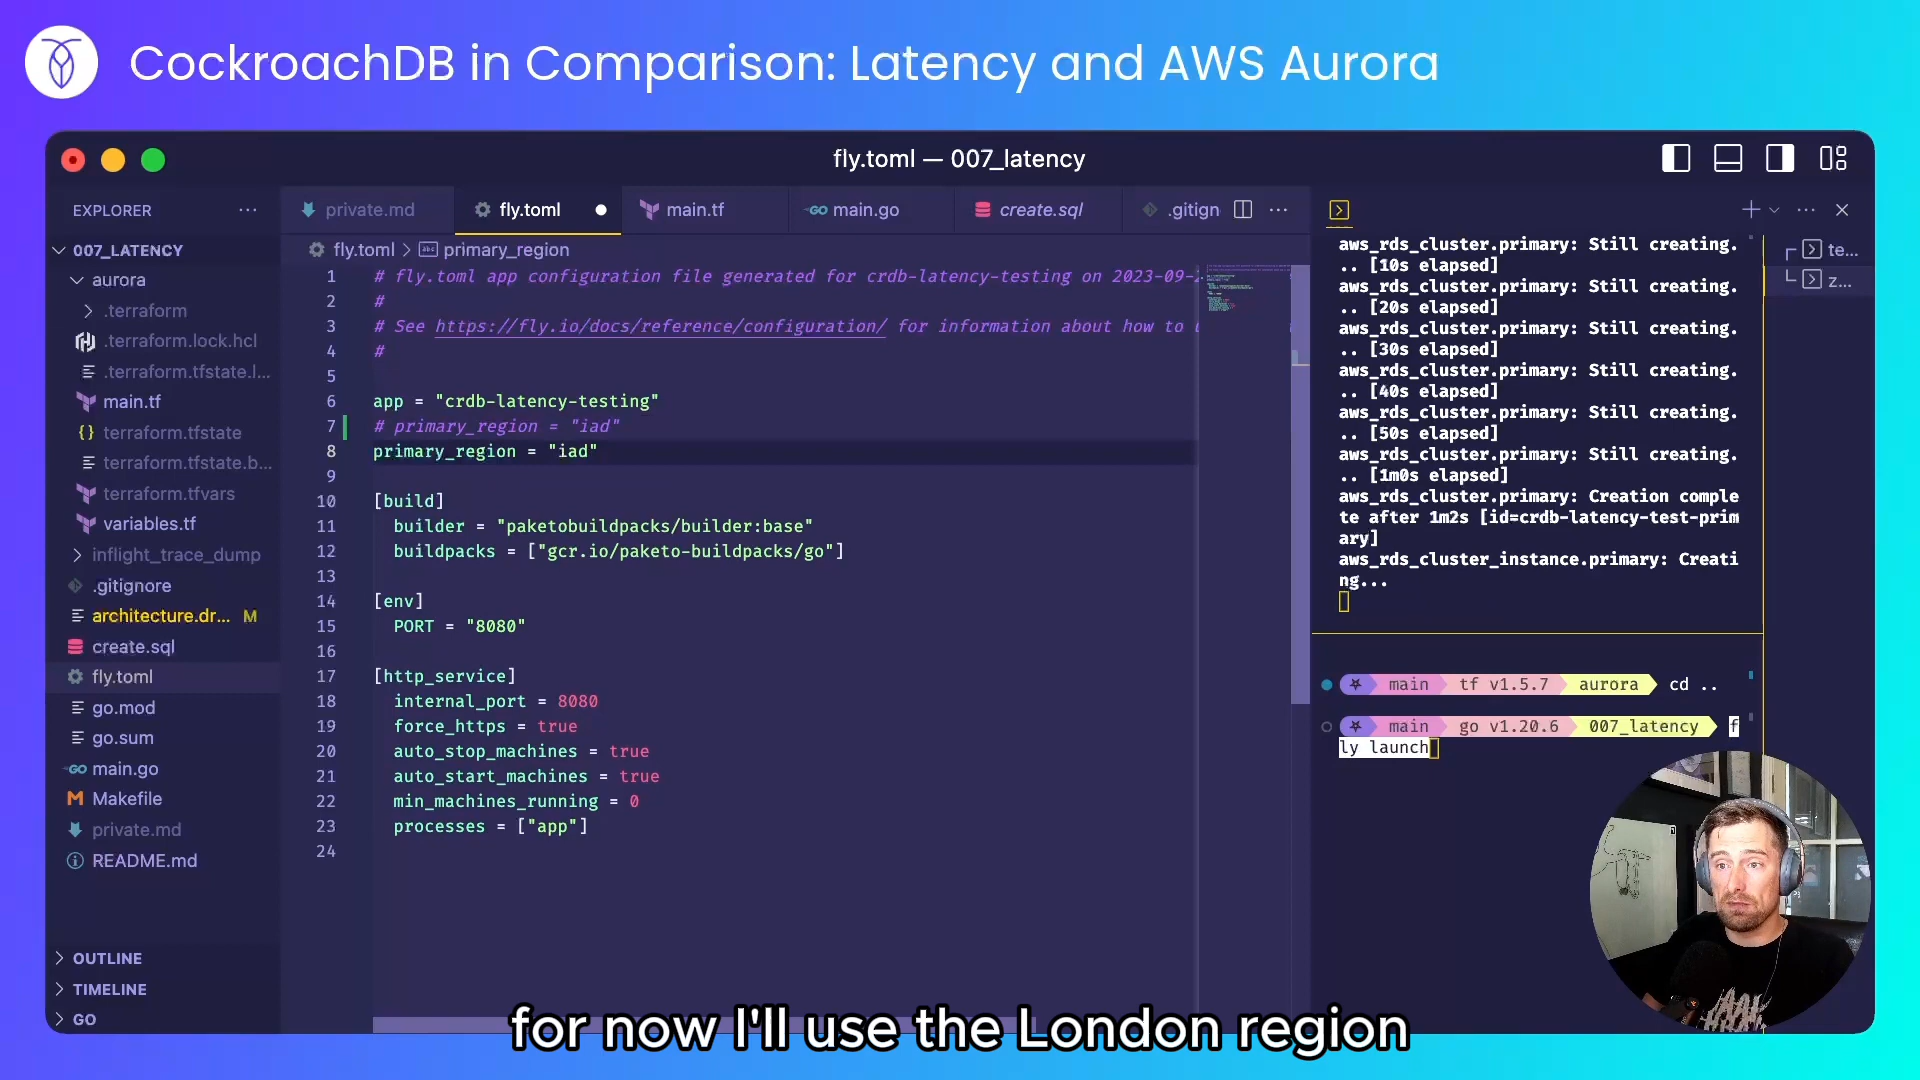 CockroachDB in Comparison: Latency and AWS Aurora
fly.toml — 007_latency
EXPLORER
007_LATENCY
aurora
.terraform
.terraform.lock.hcl
.terraform.tfstate.l...
main.tf
terraform.tfstate
terraform.tfstate.b...
terraform.tfvars
variables.tf
inflight_trace_dump
.gitignore
architecture.dr... M
create.sql
fly.toml
go.mod
go.sum
main.go
Makefile
private.md
README.md
OUTLINE
TIMELINE
GO
private.md
fly.toml
main.tf
main.go
create.sql
.gitign
fly.toml > primary_region
1 # fly.toml app configuration file generated for crdb-latency-testing on 2023-09-
2 #
3 # See https://fly.io/docs/reference/configuration/ for information about how to
4 #
5
6 app = "crdb-latency-testing"
7 # primary_region = "iad"
8 primary_region = "iad"
9
10 [build]
11 builder = "paketobuildpacks/builder:base"
12 buildpacks = ["gcr.io/paketo-buildpacks/go"]
13
14 [env]
15 PORT = "8080"
16
17 [http_service]
18 internal_port = 8080
19 force_https = true
20 auto_stop_machines = true
21 auto_start_machines = true
22 min_machines_running = 0
23 processes = ["app"]
24
aws_rds_cluster.primary: Still creating.
.. [10s elapsed]
aws_rds_cluster.primary: Still creating.
.. [20s elapsed]
aws_rds_cluster.primary: Still creating.
.. [30s elapsed]
aws_rds_cluster.primary: Still creating.
.. [40s elapsed]
aws_rds_cluster.primary: Still creating.
.. [50s elapsed]
aws_rds_cluster.primary: Still creating.
.. [1m0s elapsed]
aws_rds_cluster.primary: Creation comple
te after 1m2s [id=crdb-latency-test-prim
ary]
aws_rds_cluster_instance.primary: Creati
ng...
main tf v1.5.7 aurora cd ..
main go v1.20.6 007_latency f
ly launch
te...
z...
for now I'll use the London region